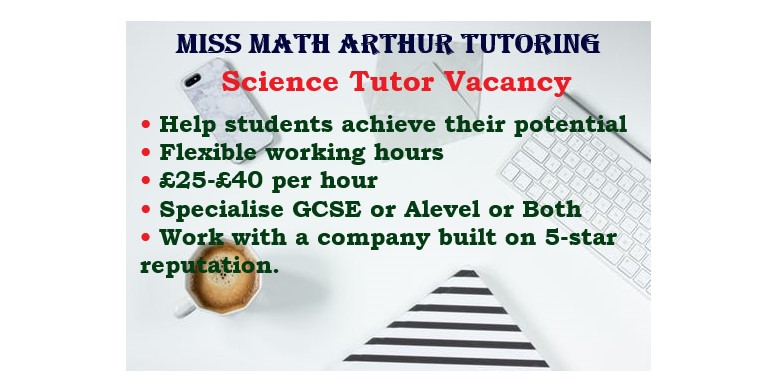 MISS MATH ARTHUR TUTORING
Science Tutor Vacancy
• Help students achieve their potential
• Flexible working hours
• £25-£40 per hour
• Specialise GCSE or Alevel or Both
• Work with a company built on 5-star
reputation.